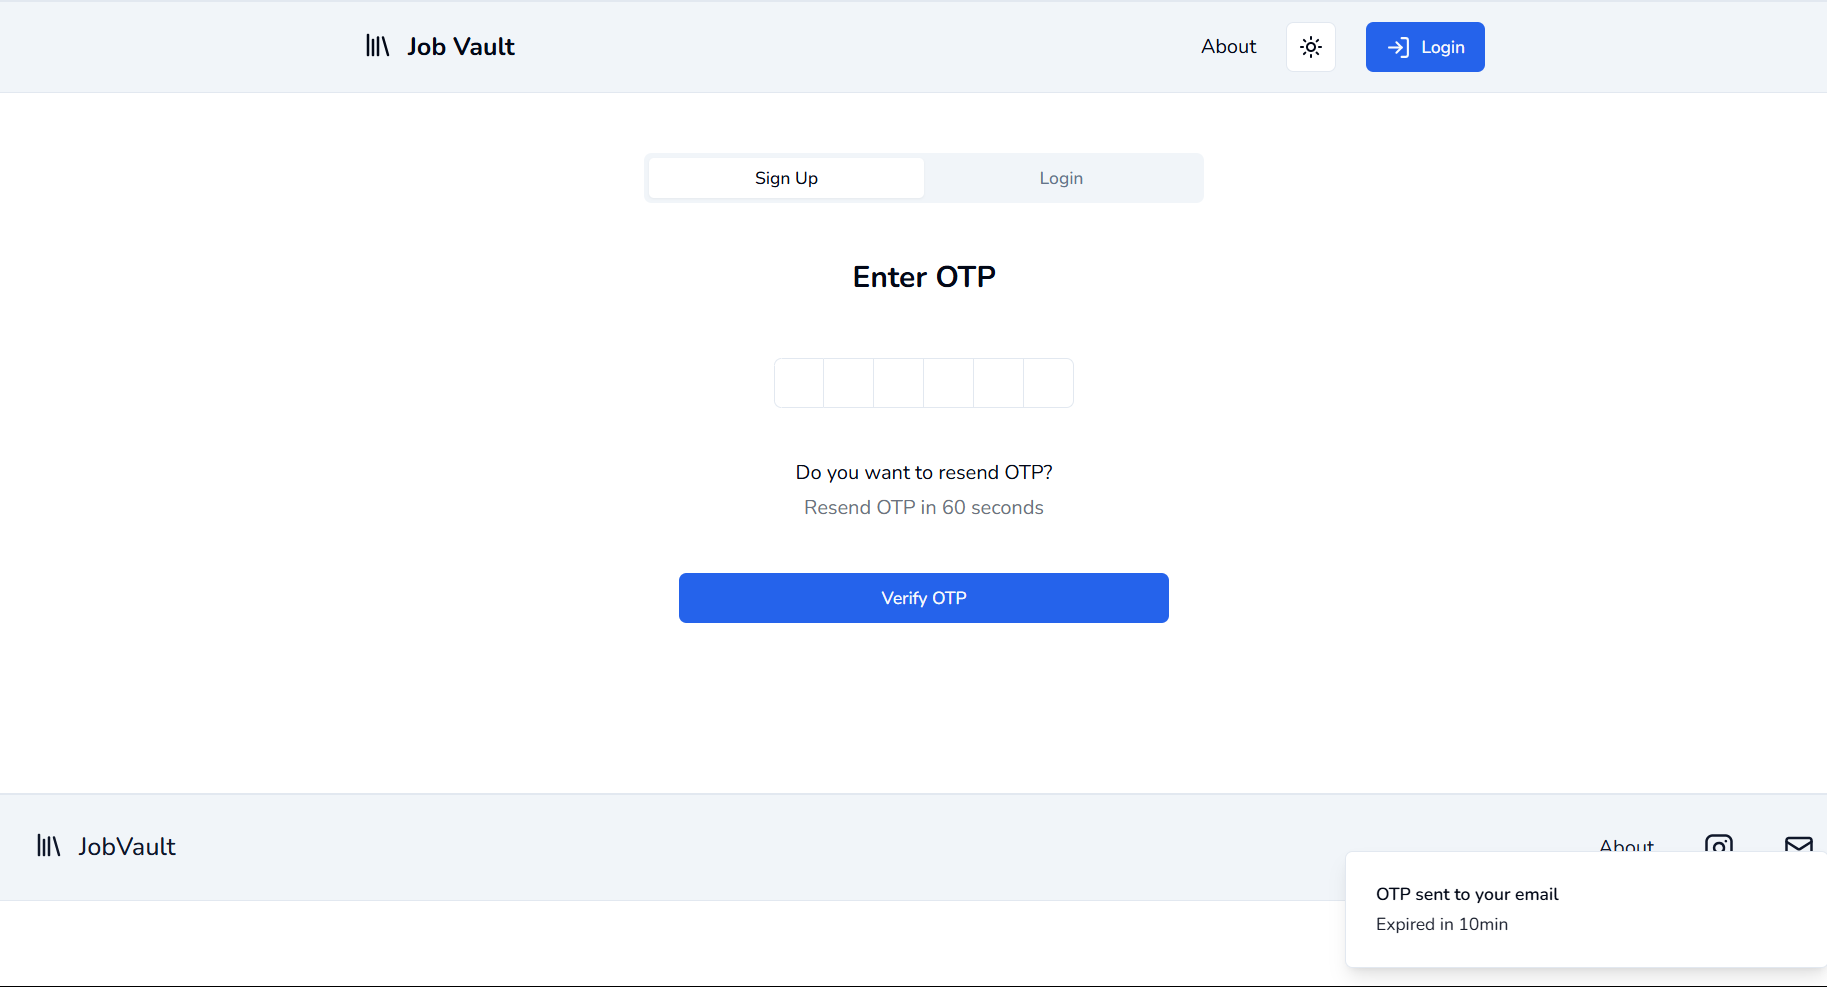 Job Vault
About
Login
Sign Up
Login
Enter OTP
Do you want to resend OTP?
Resend OTP in 60 seconds
Verify OTP
JobVault
About
OTP sent to your email
Expired in 10min